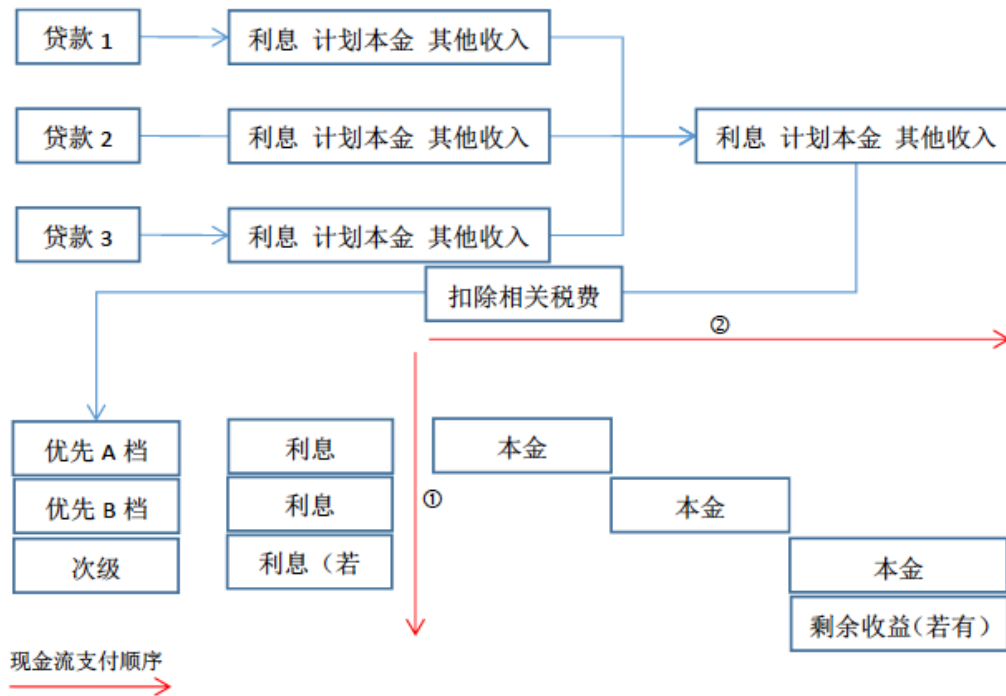 贷款 1
利息 计划本金 其他收入
贷款 2
利息 计划本金 其他收入
利息 计划本金 其他收入
贷款 3
利息 计划本金 其他收入
扣除相关税费
②
优先 A 档
利息
本金
优先 B 档
利息
①
本金
次级
利息（若
本金
剩余收益（若有）
现金流支付顺序